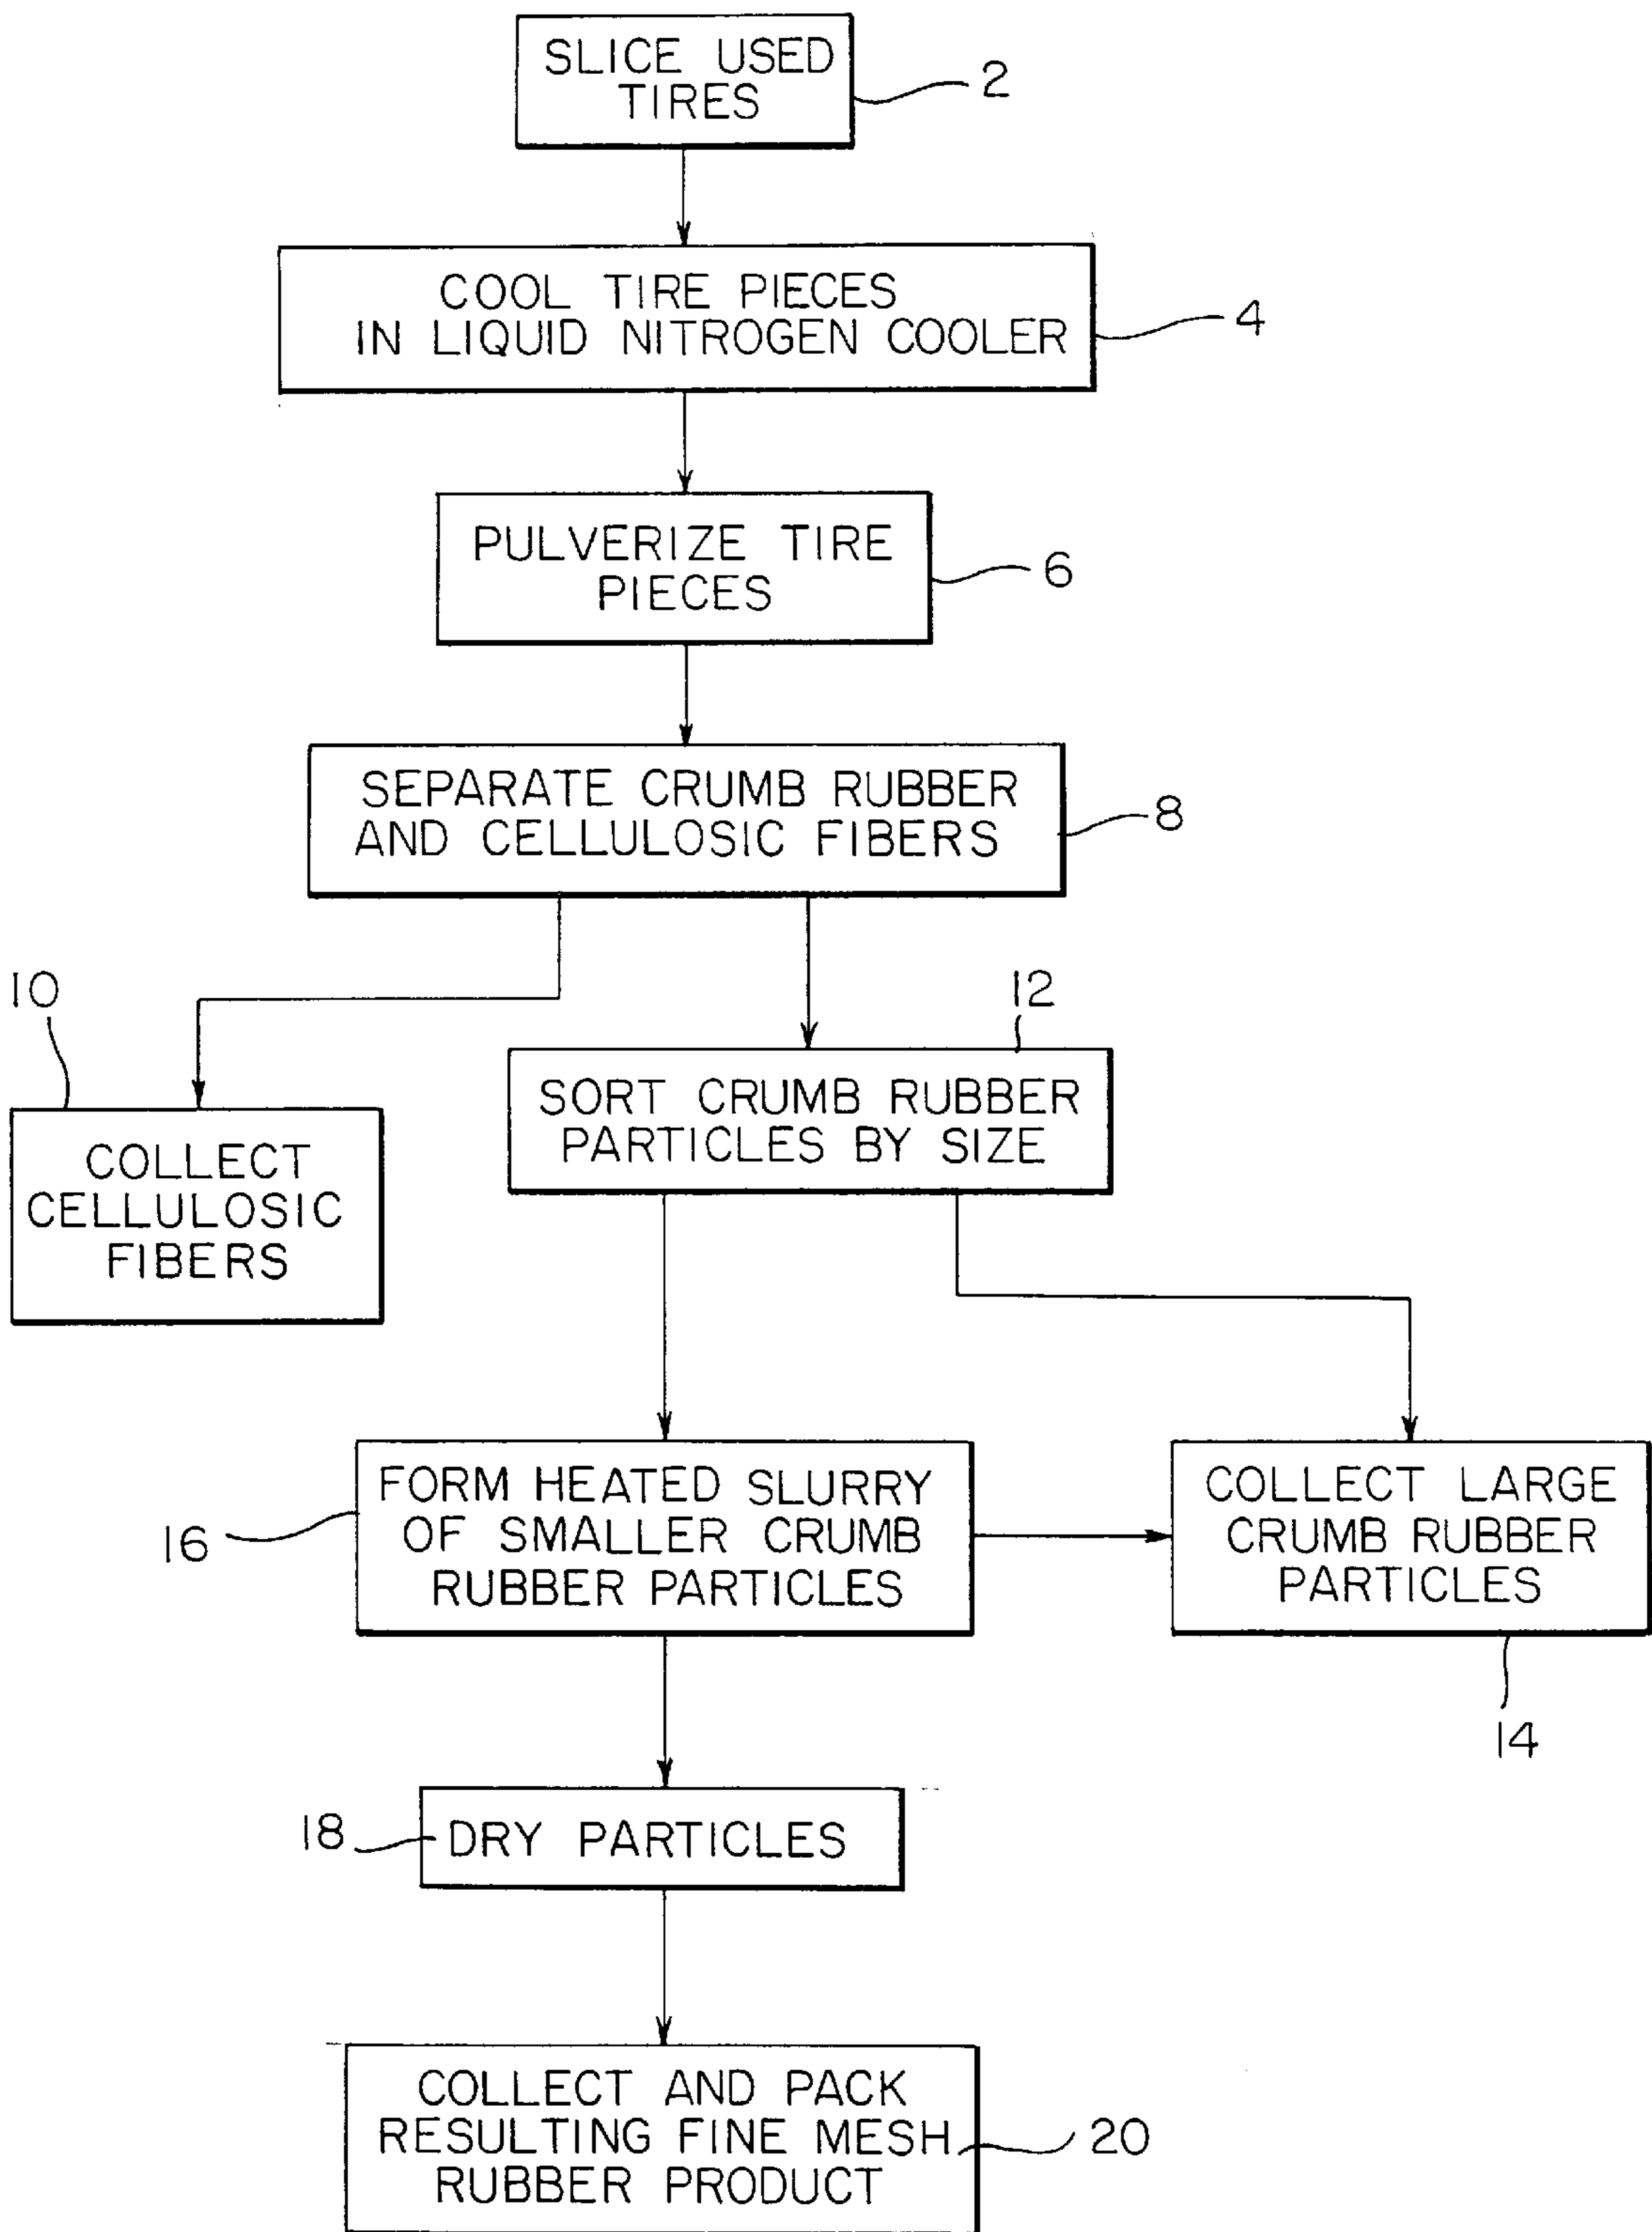 SLICE USED
TIRES
2
COOL TIRE PIECES
IN LIQUID NITROGEN COOLER
4
PULVERIZE TIRE
PIECES
6
SEPARATE CRUMB RUBBER
AND CELLULOSIC FIBERS
8
10
COLLECT
CELLULOSIC
FIBERS
12
SORT CRUMB RUBBER
PARTICLES BY SIZE
16
FORM HEATED SLURRY
OF SMALLER CRUMB
RUBBER PARTICLES
COLLECT LARGE
CRUMB RUBBER
PARTICLES
14
18
DRY PARTICLES
COLLECT AND PACK
RESULTING FINE MESH
RUBBER PRODUCT
20